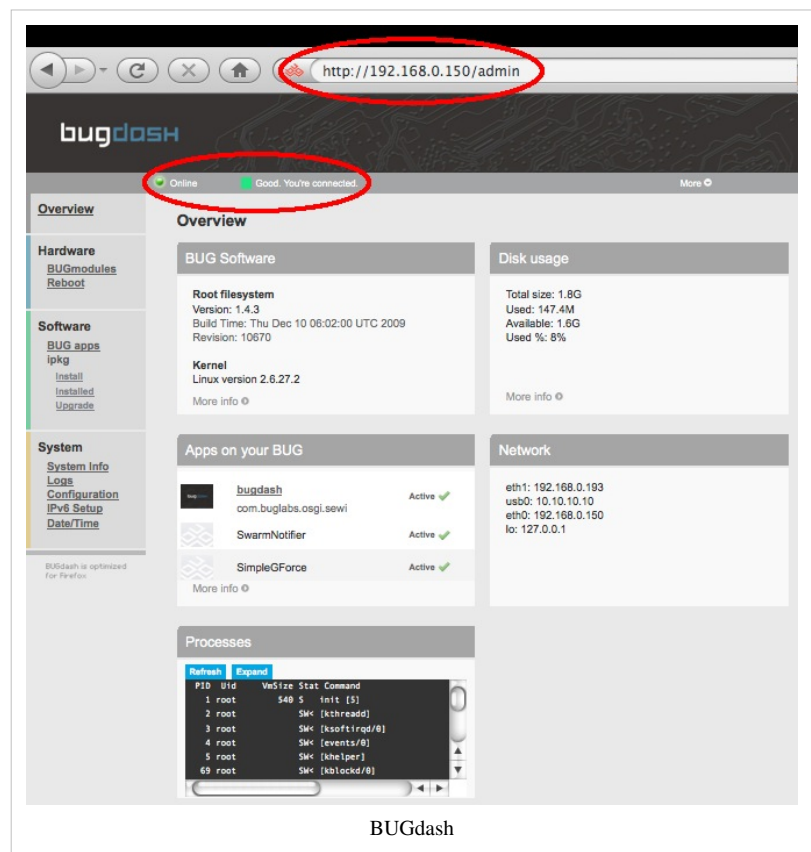 http://192.168.0.150/admin
bugdasH
Online Good. You're connected. More
Overview
Hardware
BUGmodules
Reboot
Software
BUG apps
ipkg
Install
Installed
Upgrade
System
System Info
Logs
Configuration
IPv6 Setup
Date/Time
BUGdash is optimized
for Firefox
Overview
BUG Software
Root filesystem
Version: 1.4.3
Build Time: Thu Dec 10 06:02:00 UTC 2009
Revision: 10670
Kernel
Linux version 2.6.27.2
More info
Disk usage
Total size: 1.8G
Used: 147.4M
Available: 1.6G
Used %: 8%
More info
Apps on your BUG
bugdash
com.buglabs.osgi.sewi
Active
SwarmNotifier Active
SimpleGForce Active
More info
Network
eth1: 192.168.0.193
usb0: 10.10.10.10
eth0: 192.168.0.150
lo: 127.0.0.1
Processes
Refresh Expand
PID Uid VmSize Stat Command
1 root 540 S init [5]
2 root SW< [kthreadd]
3 root SW< [ksoftirqd/0]
4 root SW< [events/0]
5 root SW< [khelper]
69 root SW< [kblockd/0]
BUGdash